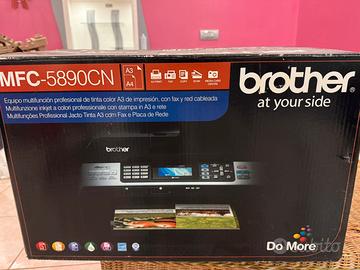 MFC-5890CN
A3
A4
brother®
at your side
Equipo multifunción profesional de tinta color A3 de impresión, con fax y red cableada
Multifunzione inkjet a colori professionale con stampa in A3 e rete
Multifunções Profissional Jacto Tinta A3 com Fax e Placa de Rede
brother
Do More
subito